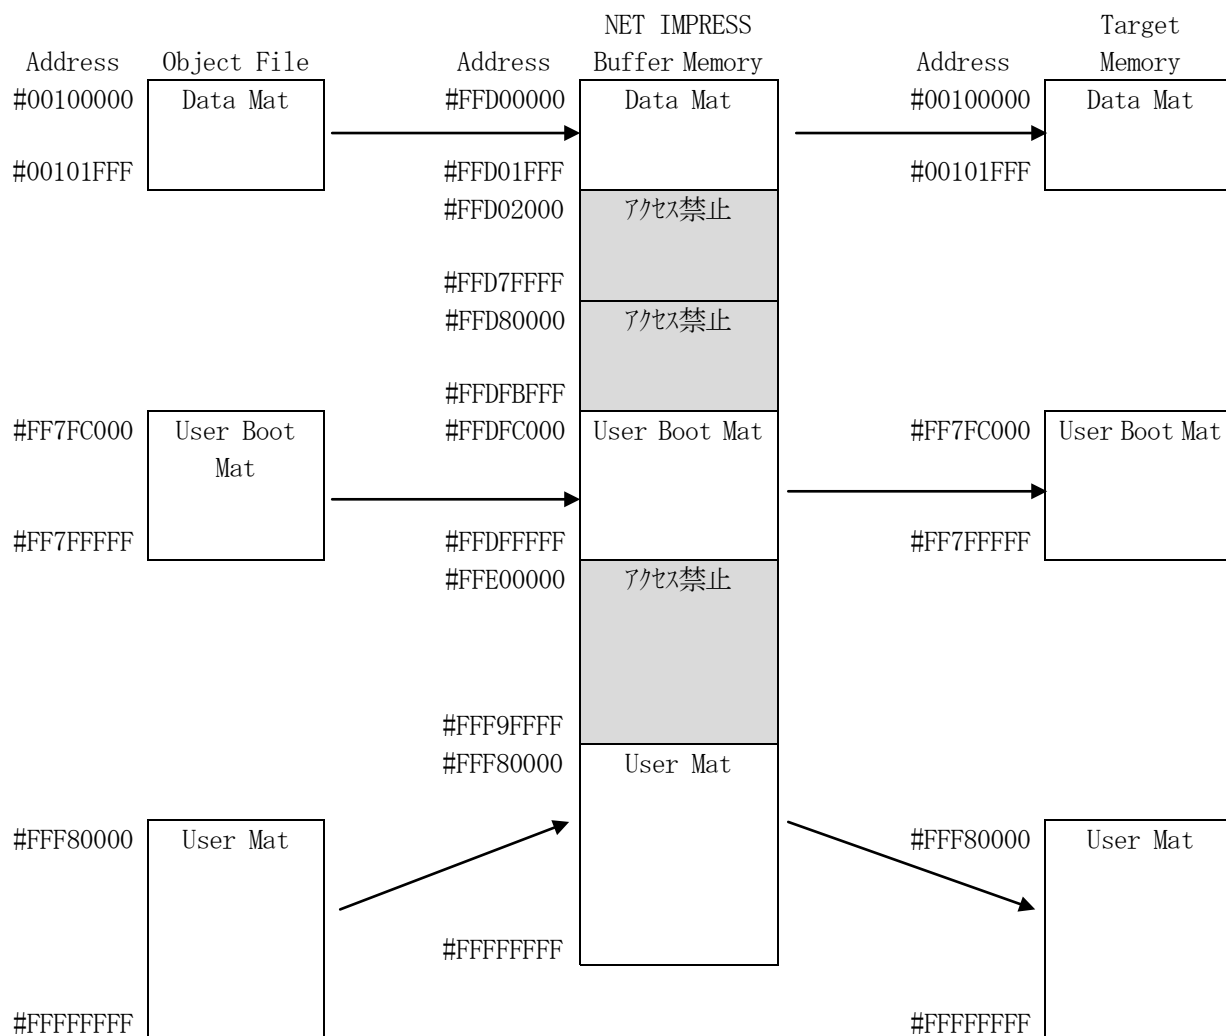 NET IMPRESS Target
Address Object File Address Buffer Memory Address Memory
#00100000 Data Mat #FFD00000 Data Mat #00100000 Data Mat
#00101FFF #FFD01FFF #00101FFF
#FFD02000 アクセス禁止
#FFD7FFFF
#FFD80000 アクセス禁止
#FFDFBFFF
#FF7FC000 User Boot #FFDFC000 User Boot Mat #FF7FC000 User Boot Mat
Mat
#FF7FFFFF #FFDFFFFF #FF7FFFFF
#FFE00000 アクセス禁止
#FFF9FFFF
#FFF80000 User Mat
#FFF80000 User Mat #FFF80000 User Mat
#FFFFFFFF
#FFFFFFFF #FFFFFFFF